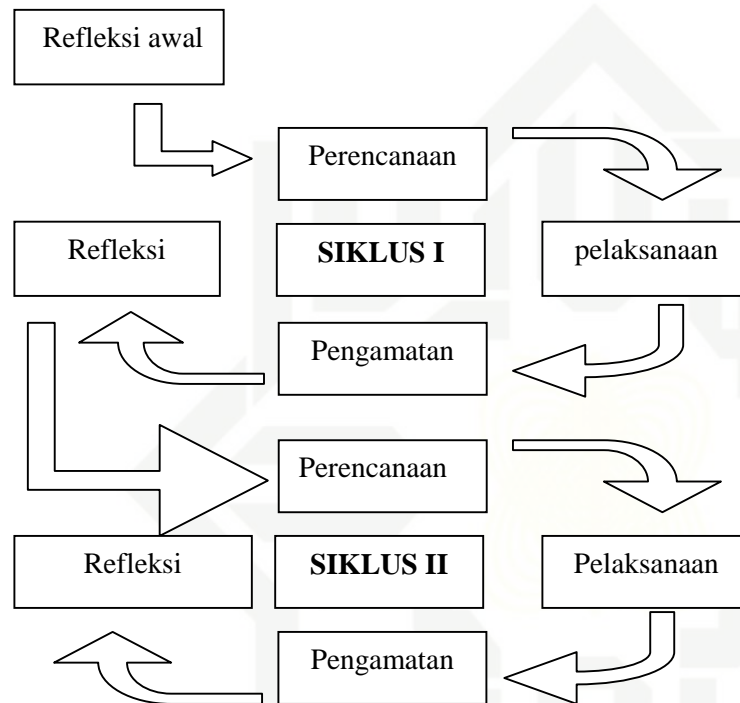 Refleksi awal
Perencanaan
Refleksi
SIKLUS I
pelaksanaan
Pengamatan
Perencanaan
Refleksi
SIKLUS II
Pelaksanaan
Pengamatan